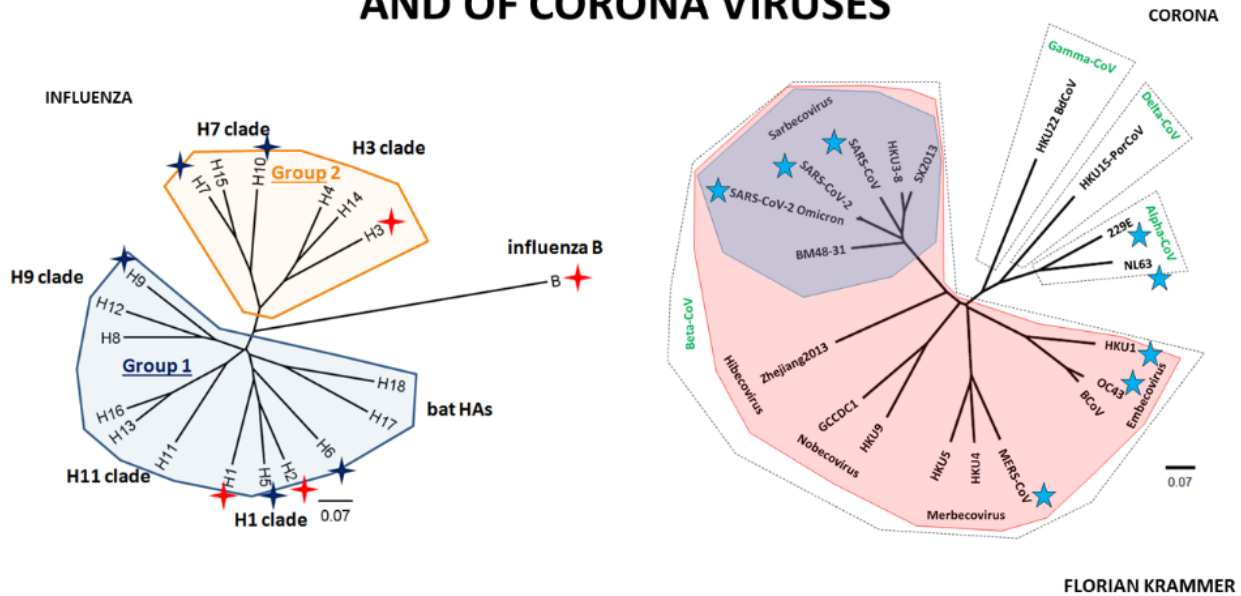 AND OF CORONA VIRUSES
CORONA
INFLUENZA
H7 clade
H3 clade
Group 2
H7
H15
H10
H4
H14
H3
influenza B
B
H9 clade
H9
H12
H8
Group 1
H16
H13
H11
H11 clade
H1
H5
H2
H6
H17
H18
bat HAs
H1 clade
0.07
Gamma-CoV
HKU22 BdCoV
Delta-CoV
HKU15-PorCoV
Alpha-CoV
229E
NL63
Sarbecovirus
SARS-CoV
HKU3-8
SX2013
SARS-CoV-2
SARS-CoV-2 Omicron
BM48-31
Beta-CoV
Zhejiang2013
Hibecovirus
GCCDC1
HKU9
Nobecovirus
HKU5
HKU4
MERS-CoV
Merbecovirus
HKU1
OC43
BCoV
Embecovirus
0.07
FLORIAN KRAMMER